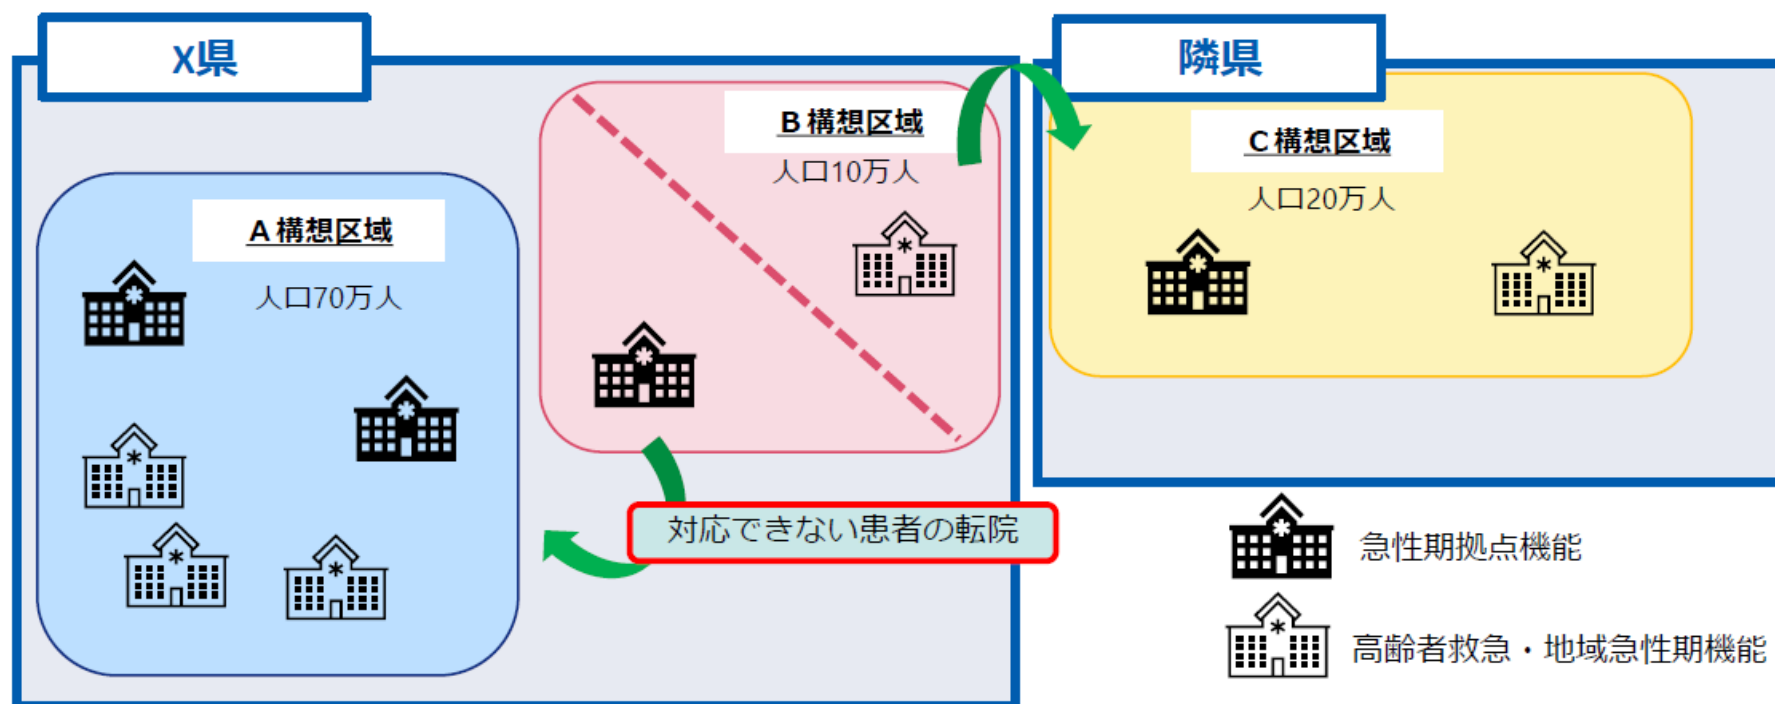 X県
隣県
B構想区域
人口10万人
C構想区域
人口20万人
A構想区域
人口70万人
対応できない患者の転院
急性期拠点機能
高齢者救急・地域急性期機能